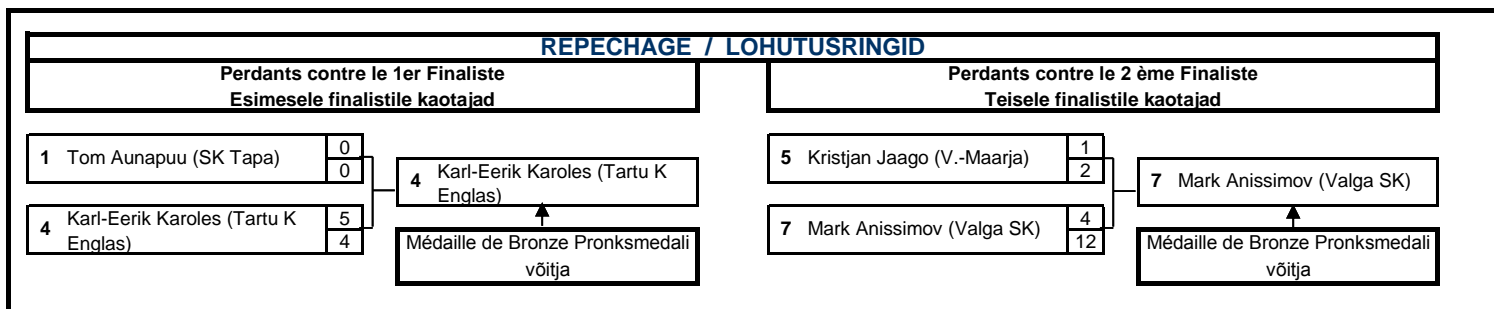 REPECHAGE / LOHUTUSRINGID
Perdants contre le 1er Finaliste
Esimesele finalistile kaotajad
Perdants contre le 2 ème Finaliste
Teisele finalistile kaotajad
1 Tom Aunapuu (SK Tapa) 0
0
4 Karl-Eerik Karoles (Tartu K
Englas)
4 Karl-Eerik Karoles (Tartu K 5
Englas) 4
Médaille de Bronze Pronksmedali
võitja
5 Kristjan Jaago (V.-Maarja) 1
2
7 Mark Anissimov (Valga SK)
7 Mark Anissimov (Valga SK) 4
12
Médaille de Bronze Pronksmedali
võitja